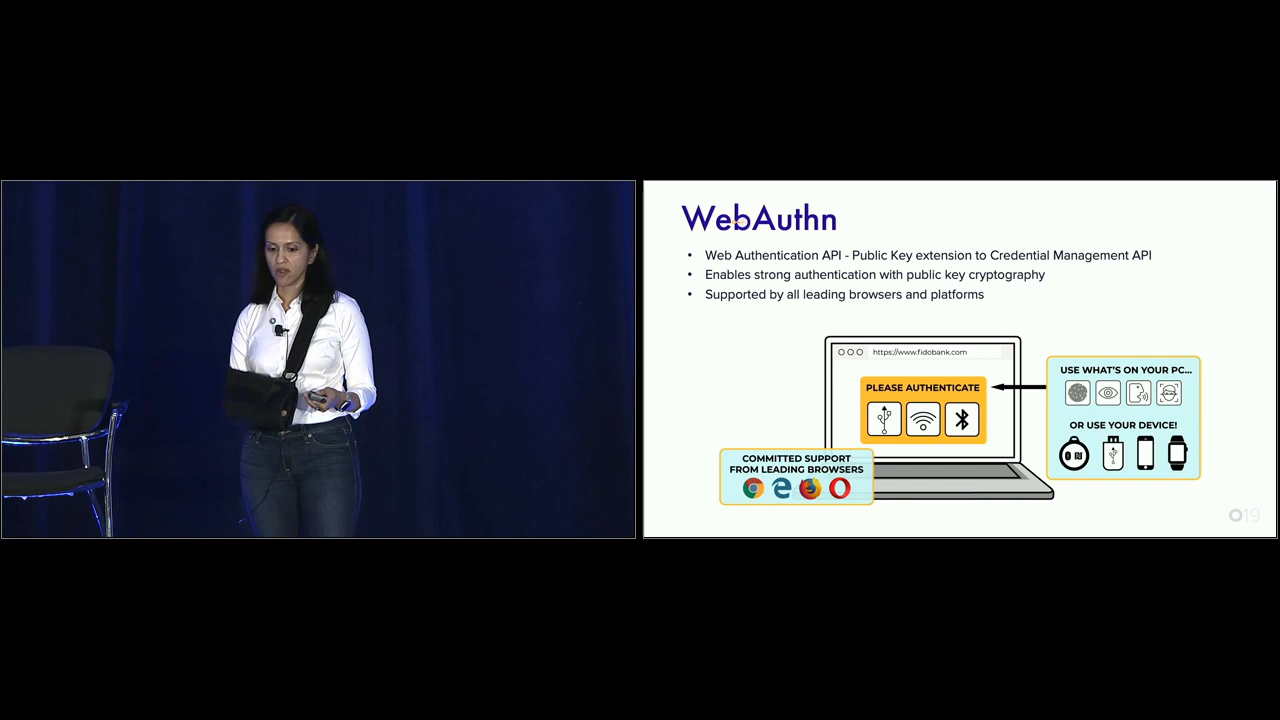 WebAuthn
• Web Authentication API - Public Key extension to Credential Management API
• Enables strong authentication with public key cryptography
• Supported by all leading browsers and platforms
https://www.fidobank.com
PLEASE AUTHENTICATE
USE WHAT'S ON YOUR PC...
OR USE YOUR DEVICE!
COMMITTED SUPPORT
FROM LEADING BROWSERS
19